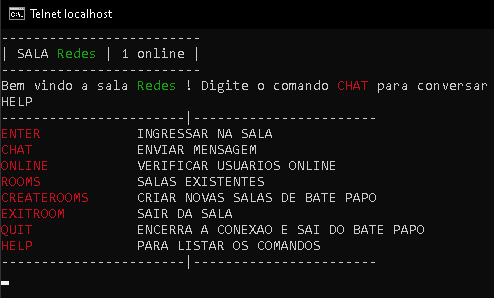 Telnet localhost
-------------------------
| SALA Redes | 1 online |
-------------------------
Bem vindo a sala Redes ! Digite o comando CHAT para conversar
HELP
-----------------------|-----------------------
ENTER            INGRESSAR NA SALA
CHAT             ENVIAR MENSAGEM
ONLINE           VERIFICAR USUARIOS ONLINE
ROOMS            SALAS EXISTENTES
CREATEROOMS      CRIAR NOVAS SALAS DE BATE PAPO
EXITROOM         SAIR DA SALA
QUIT             ENCERRA A CONEXAO E SAI DO BATE PAPO
HELP             PARA LISTAR OS COMANDOS
-----------------------|-----------------------